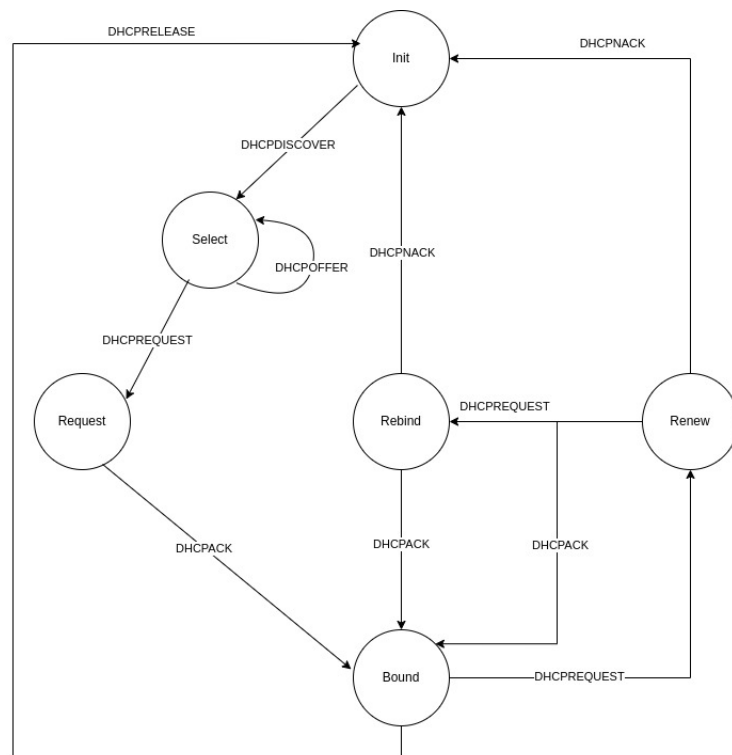 DHCPRELEASE
Init
DHCPNACK
DHCPDISCOVER
Select
DHCPOFFER
DHCPNACK
DHCPREQUEST
Request
Rebind
DHCPREQUEST
Renew
DHCPACK
DHCPACK
DHCPACK
Bound
DHCPREQUEST